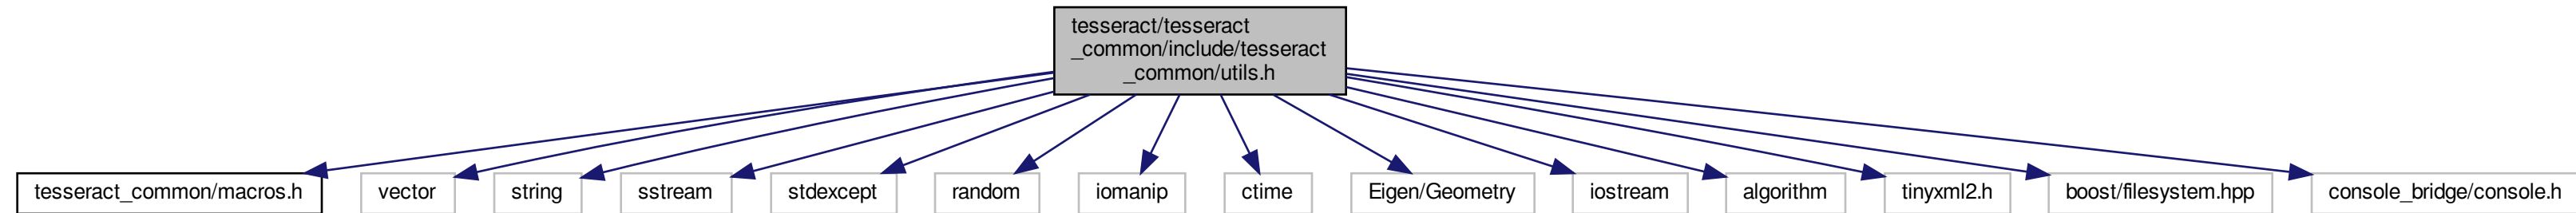 tesseract/tesseract
_common/include/tesseract
_common/utils.h
tesseract_common/macros.h
vector
string
sstream
stdexcept
random
iomanip
ctime
Eigen/Geometry
iostream
algorithm
tinyxml2.h
boost/filesystem.hpp
console_bridge/console.h